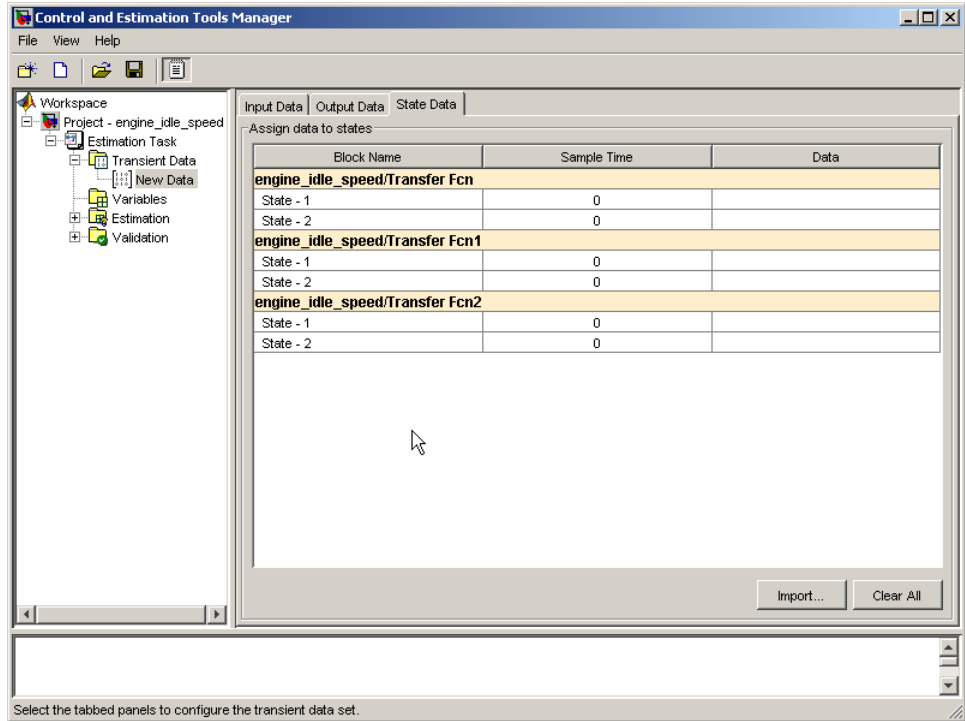 Control and Estimation Tools Manager
File View Help
Workspace
Project - engine_idle_speed
Estimation Task
Transient Data
New Data
Variables
Estimation
Validation
Input Data Output Data State Data
Assign data to states
Block Name Sample Time Data
engine_idle_speed/Transfer Fcn
State - 1 0
State - 2 0
engine_idle_speed/Transfer Fcn1
State - 1 0
State - 2 0
engine_idle_speed/Transfer Fcn2
State - 1 0
State - 2 0
Import... Clear All
Select the tabbed panels to configure the transient data set.